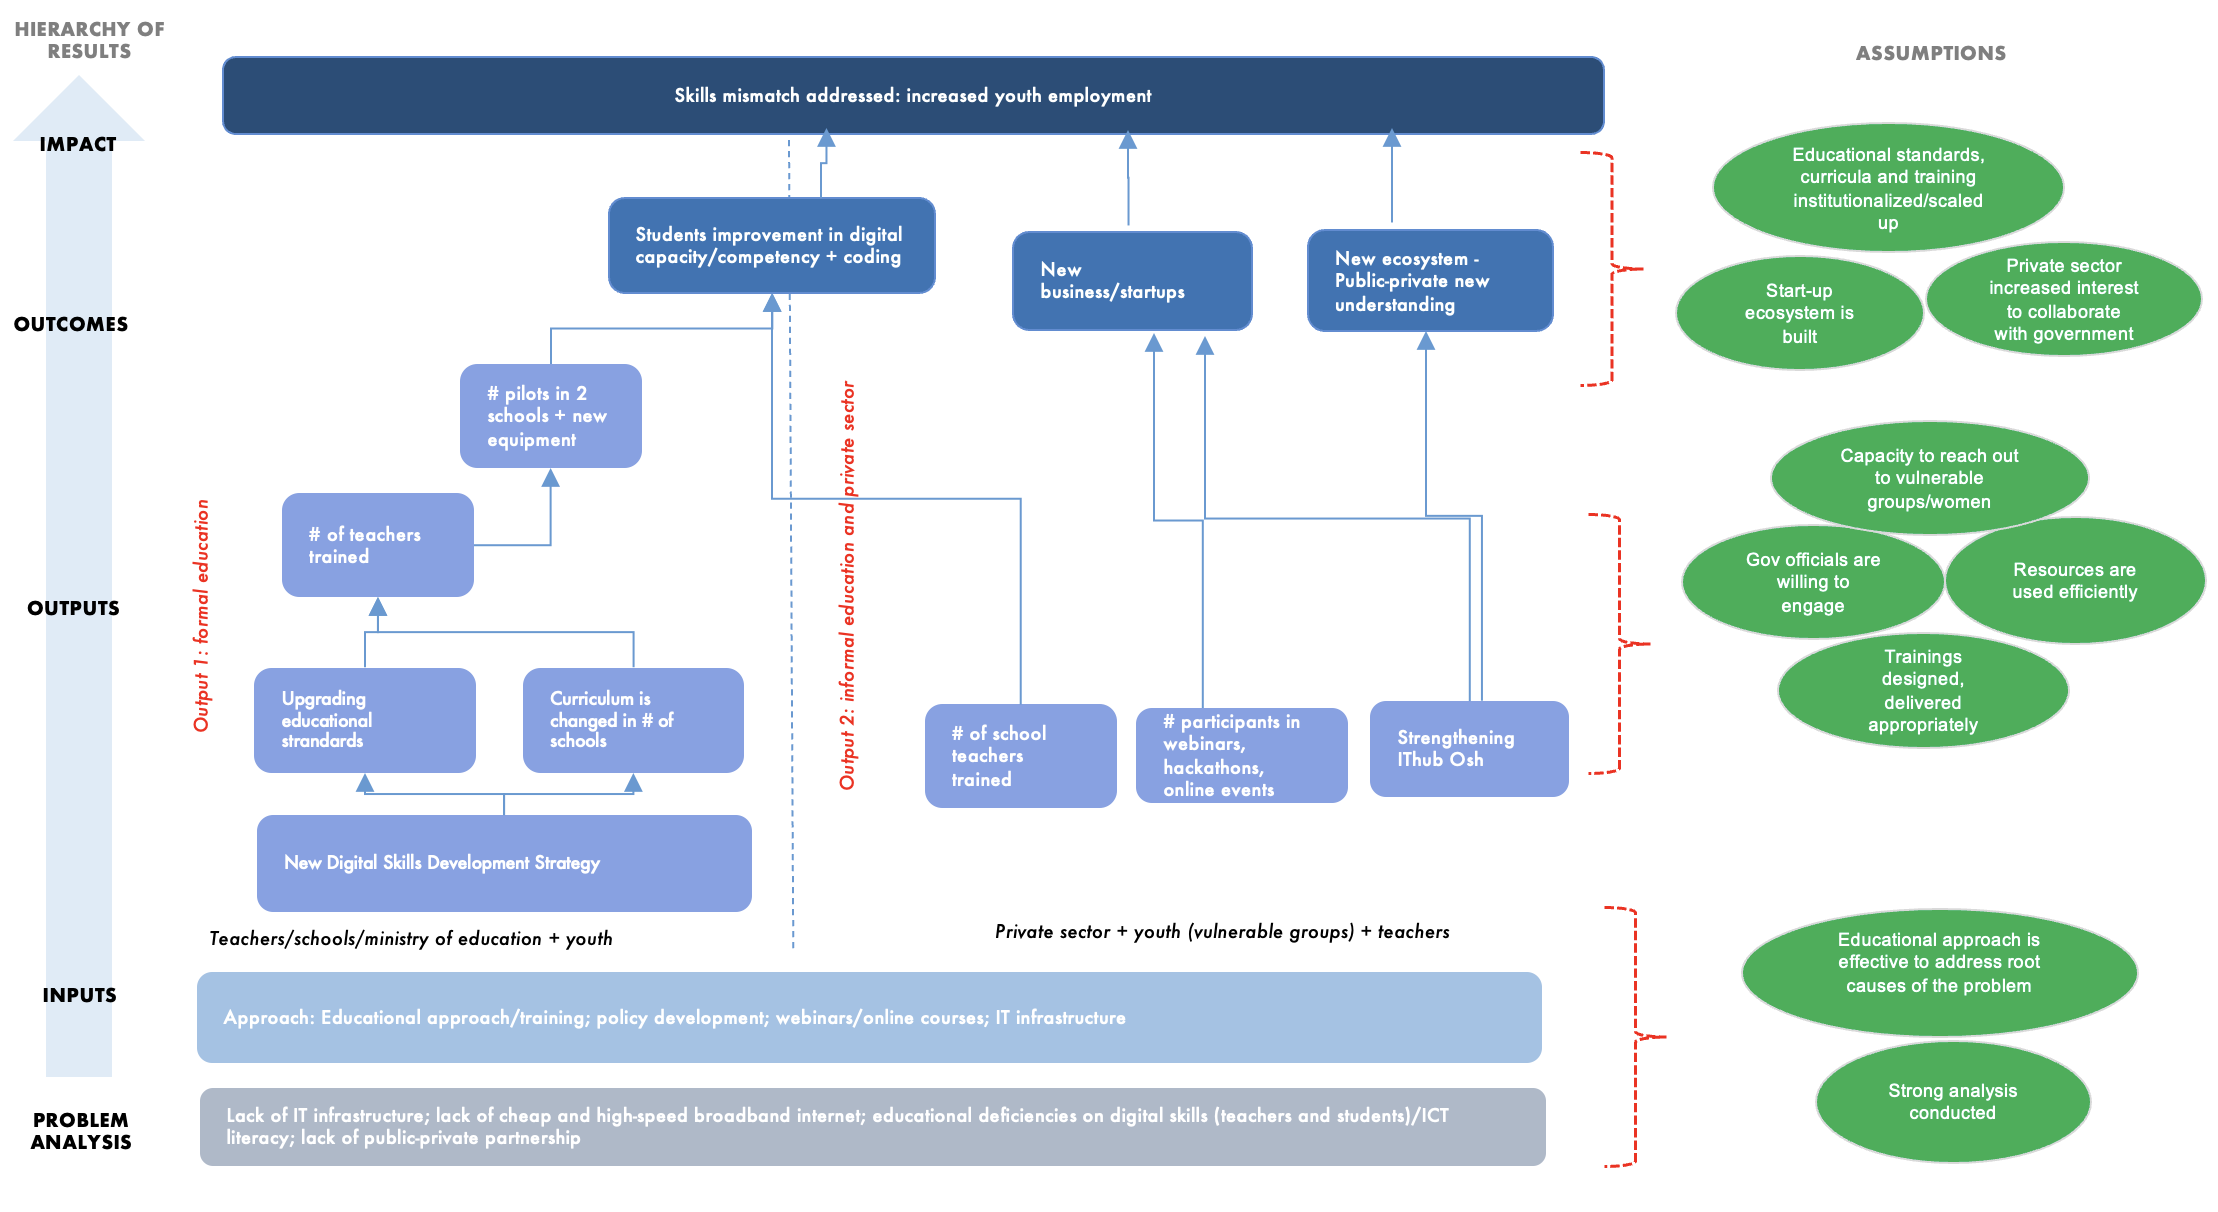 HIERARCHY OF
RESULTS
ASSUMPTIONS
Skills mismatch addressed: increased youth employment
IMPACT
Educational standards,
curricula and training
institutionalized/scaled
up
Students improvement in digital
capacity/competency + coding
New
business/startups
New ecosystem -
Public-private new
understanding
Start-up
ecosystem is
built
Private sector
increased interest
to collaborate
with government
OUTCOMES
# pilots in 2
schools + new
equipment
Capacity to reach out
to vulnerable
groups/women
# of teachers
trained
Gov officials are
willing to
engage
Resources are
used efficiently
OUTPUTS
Output 1: formal education
Output 2: informal education and private sector
Upgrading
educational
strandards
Curriculum is
changed in # of
schools
# of school
teachers
trained
# participants in
webinars,
hackathons,
online events
Strengthening
IThub Osh
Trainings
designed,
delivered
appropriately
New Digital Skills Development Strategy
Teachers/schools/ministry of education + youth
Private sector + youth (vulnerable groups) + teachers
INPUTS
Approach: Educational approach/training; policy development; webinars/online courses; IT infrastructure
Educational approach is
effective to address root
causes of the problem
PROBLEM
ANALYSIS
Lack of IT infrastructure; lack of cheap and high-speed broadband internet; educational deficiencies on digital skills (teachers and students)/ICT
literacy; lack of public-private partnership
Strong analysis
conducted